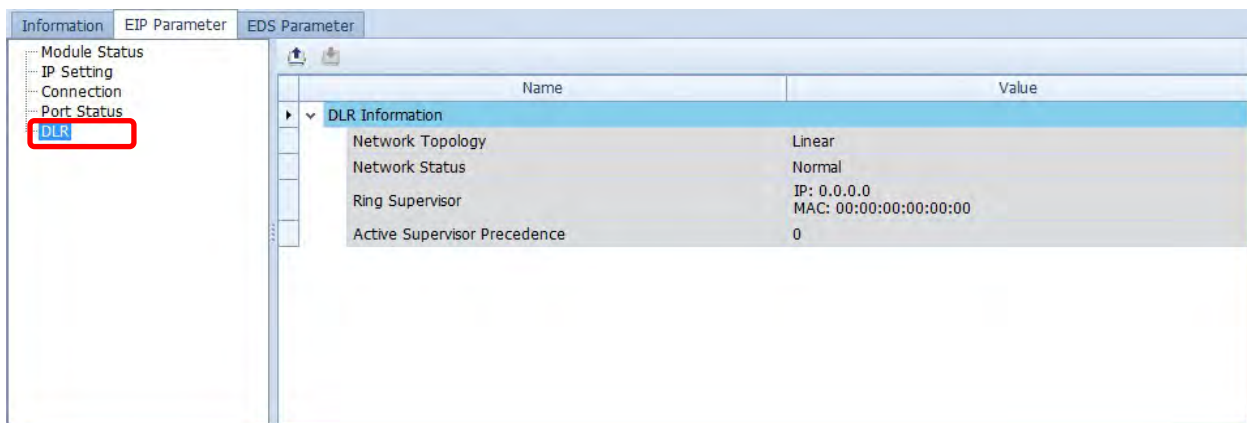 Information EIP Parameter EDS Parameter
Module Status
IP Setting
Connection
Port Status
DLR
Name Value
DLR Information
Network Topology Linear
Network Status Normal
Ring Supervisor IP: 0.0.0.0
MAC: 00:00:00:00:00:00
Active Supervisor Precedence 0